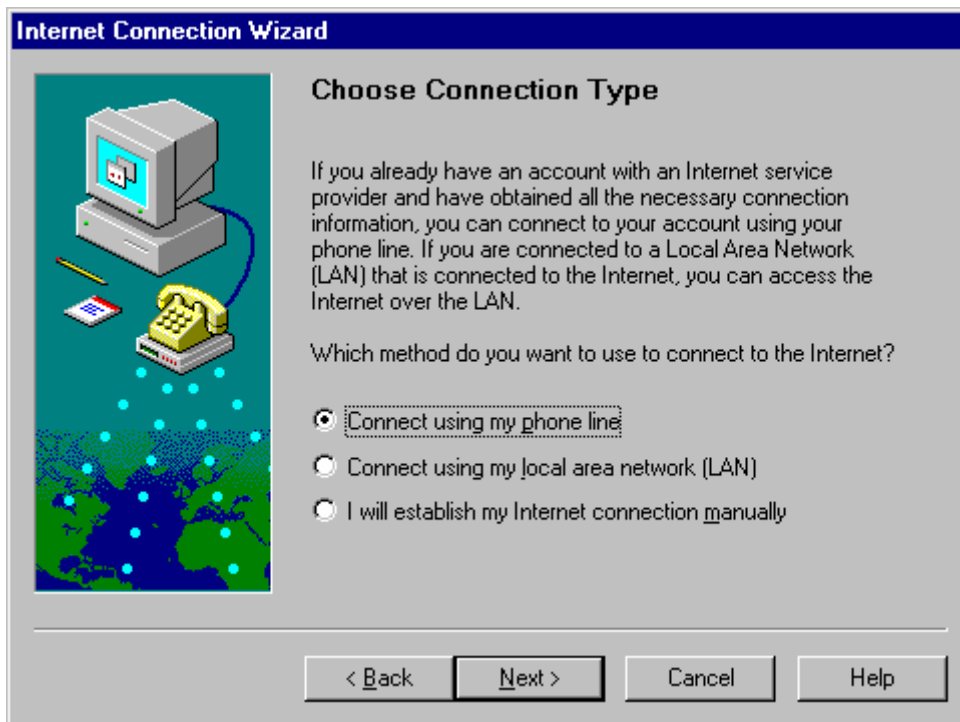 Internet Connection Wizard
Choose Connection Type
If you already have an account with an Internet service
provider and have obtained all the necessary connection
information, you can connect to your account using your
phone line. If you are connected to a Local Area Network
(LAN) that is connected to the Internet, you can access the
Internet over the LAN.
Which method do you want to use to connect to the Internet?
Connect using my phone line
Connect using my local area network (LAN)
I will establish my Internet connection manually
< Back
Next >
Cancel
Help